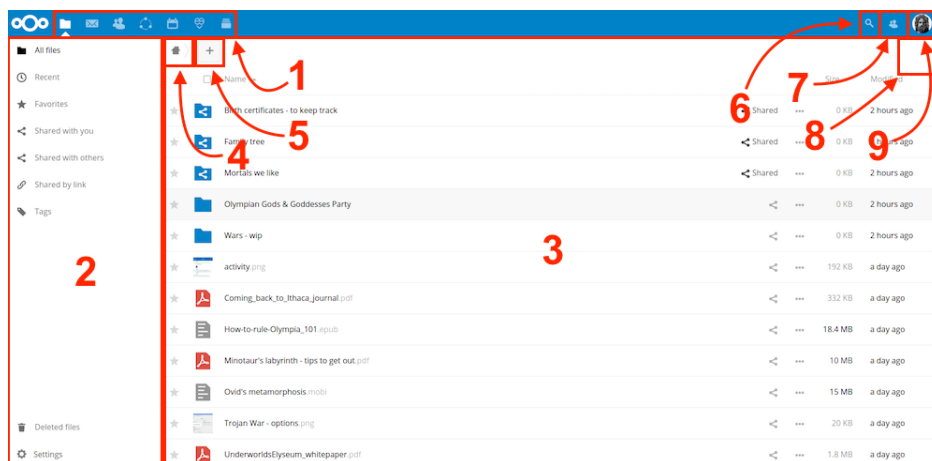 All files
Recent
Favorites
Shared with you
Shared with others
Shared by link
Tags
Deleted files
Settings
+
1
2
3
4
5
6
7
8
9
Name Size Modified
Birth certificates - to keep track Shared ... 0 KB 2 hours ago
Family tree Shared ... 0 KB hours ago
Mortals we like Shared ... 0 KB 2 hours ago
Olympian Gods & Goddesses Party ... 0 KB 2 hours ago
Wars - wip ... 0 KB 2 hours ago
activity.png ... 192 KB a day ago
Coming_back_to_Ithaca_journal.pdf ... 332 KB a day ago
How-to-rule-Olympia_101.epub ... 18.4 MB a day ago
Minotaur's labyrinth - tips to get out.pdf ... 10 MB a day ago
Ovid's metamorphosis.mobi ... 15 MB a day ago
Trojan War - options.png ... 20 KB a day ago
UnderworldsElyseum_whitepaper.pdf ... 1.8 MB a day ago